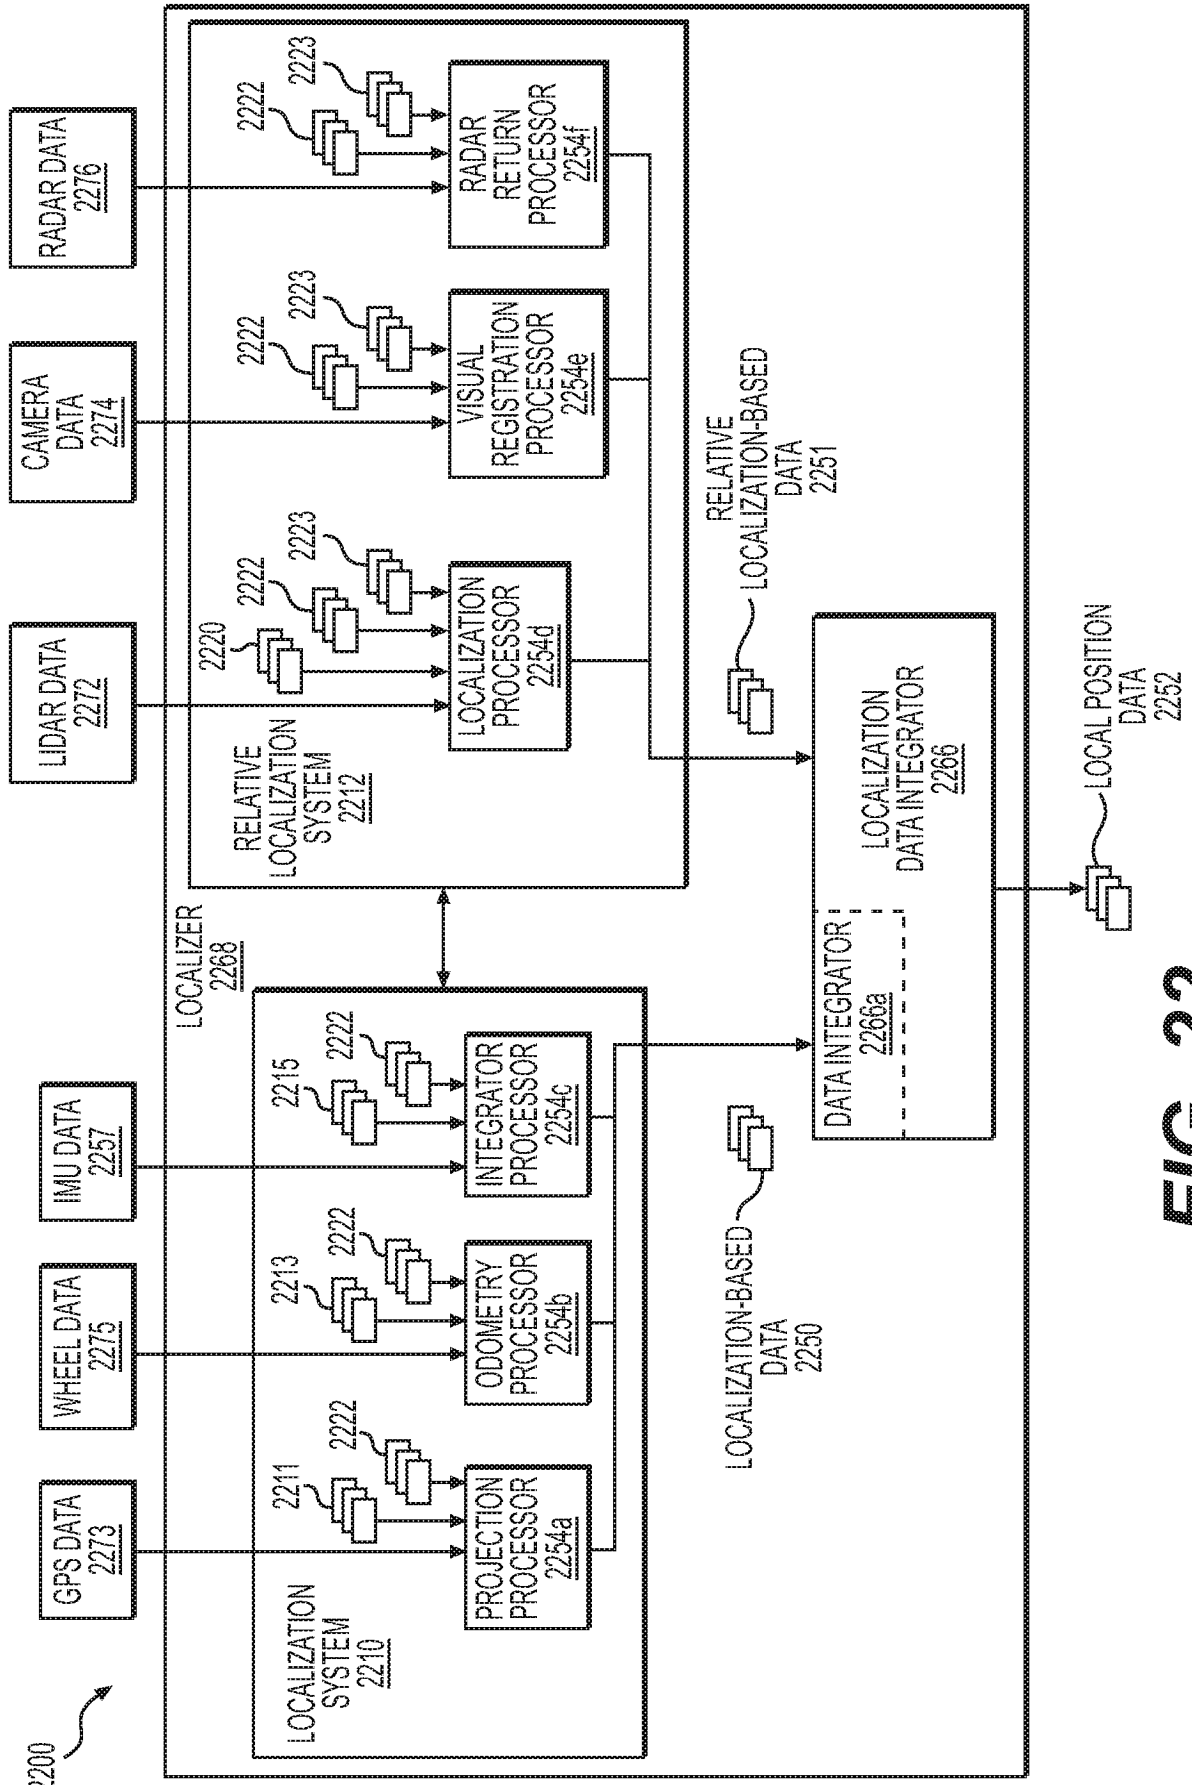 2200
GPS DATA
2273
WHEEL DATA
2275
IMU DATA
2257
LIDAR DATA
2272
CAMERA
DATA
2274
RADAR DATA
2276
LOCALIZER
2268
LOCALIZATION
SYSTEM
2210
2211
2222
PROJECTION
PROCESSOR
2254a
2213
2222
ODOMETRY
PROCESSOR
2254b
2215
2222
INTEGRATOR
PROCESSOR
2254c
RELATIVE
LOCALIZATION
SYSTEM
2212
2220
2222
2223
LOCALIZATION
PROCESSOR
2254d
2222
2223
VISUAL
REGISTRATION
PROCESSOR
2254e
2222
2223
RADAR
RETURN
PROCESSOR
2254f
LOCALIZATION-BASED
DATA
2250
RELATIVE
LOCALIZATION-BASED
DATA
2251
DATA INTEGRATOR
2266a
LOCALIZATION
DATA INTEGRATOR
2266
LOCAL POSITION
DATA
2252
FIG. 22